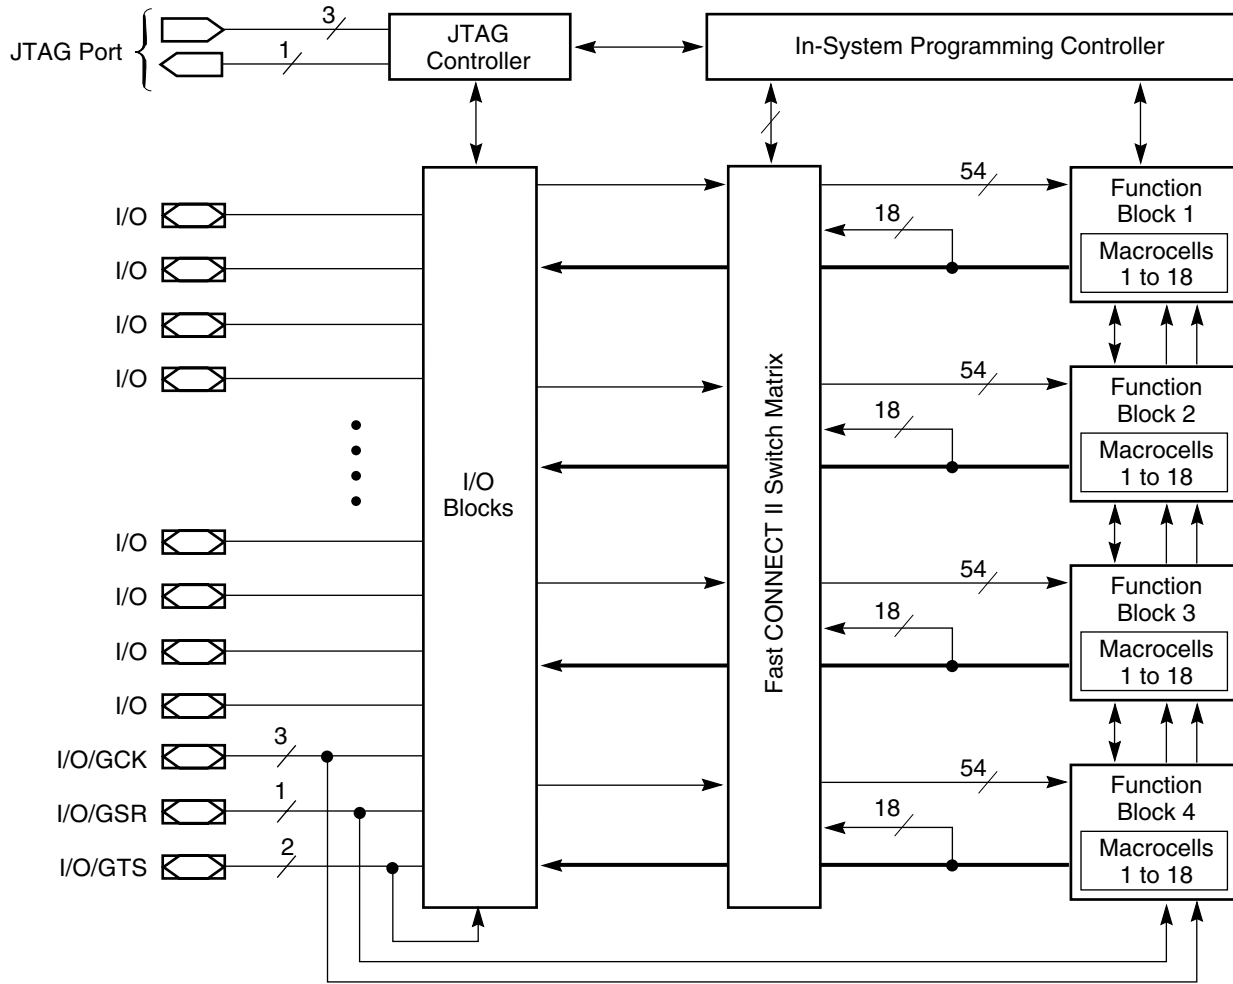 JTAG Port
3
1
JTAG
Controller
In-System Programming Controller
I/O
I/O
I/O
I/O
I/O
I/O
I/O
I/O
I/O/GCK
3
I/O/GSR
1
I/O/GTS
2
I/O
Blocks
Fast CONNECT II Switch Matrix
54
18
Function
Block 1
Macrocells
1 to 18
54
18
Function
Block 2
Macrocells
1 to 18
54
18
Function
Block 3
Macrocells
1 to 18
54
18
Function
Block 4
Macrocells
1 to 18